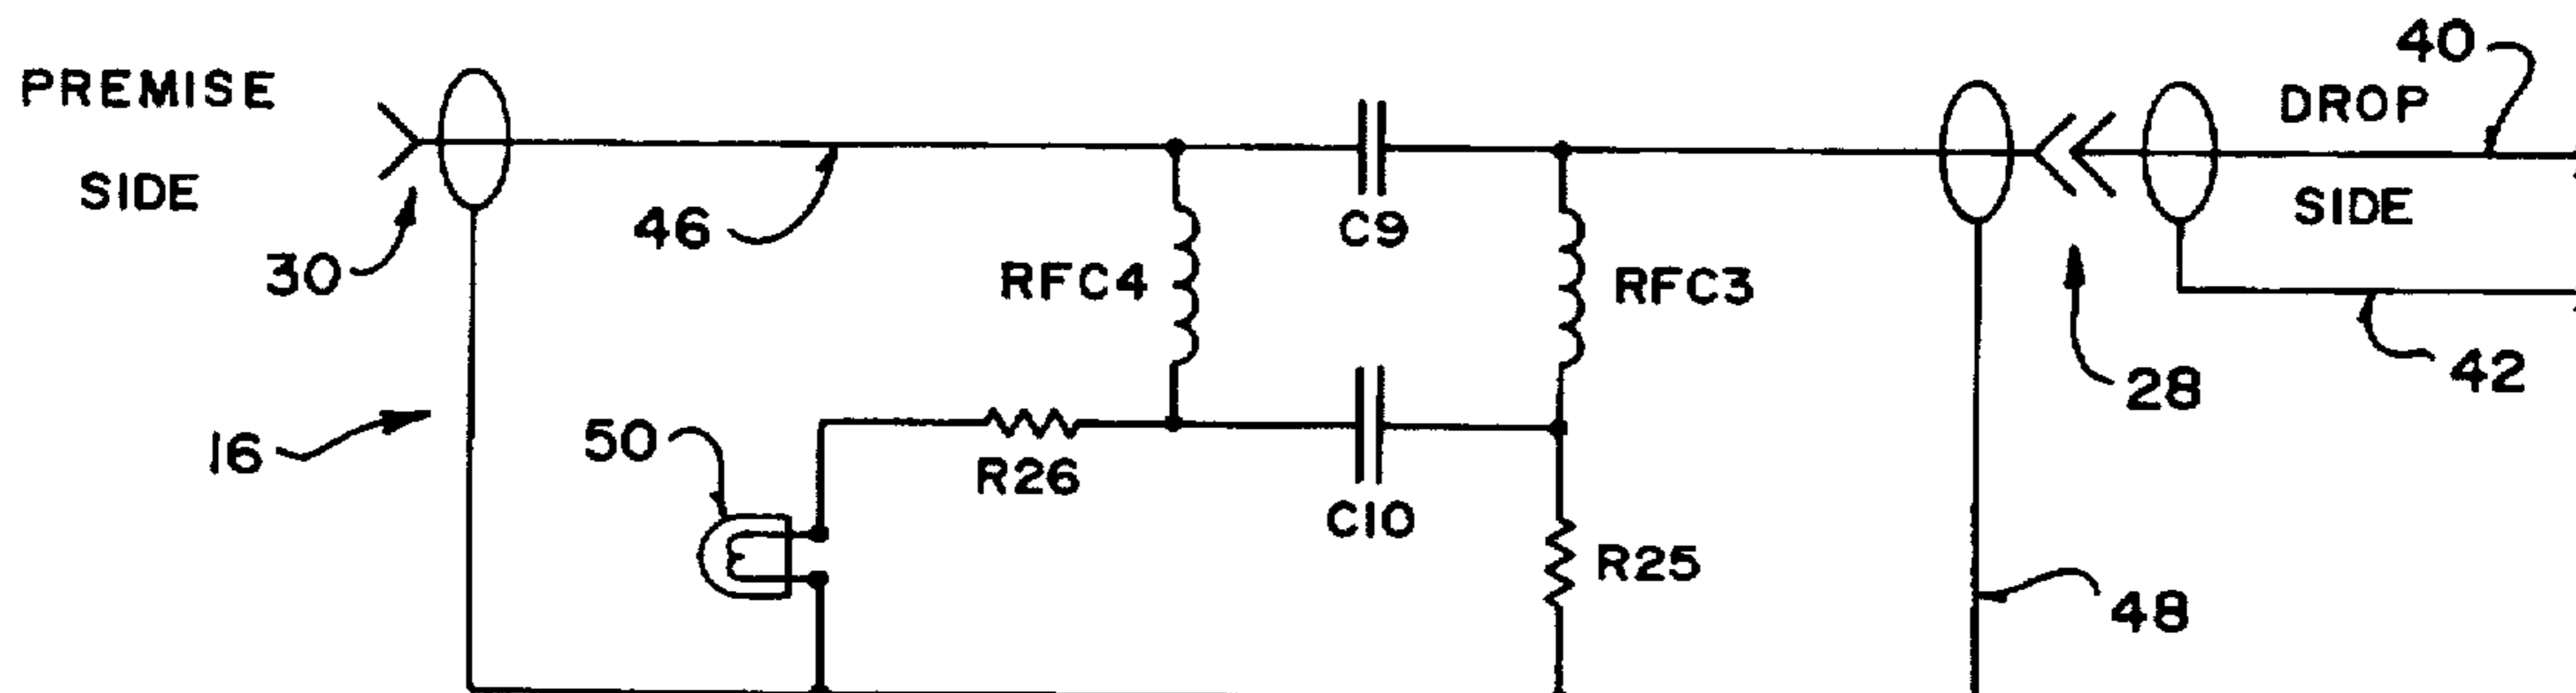 PREMISE
SIDE
30
46
RFC4
C9
RFC3
40
DROP
SIDE
28
42
16
50
R26
C10
R25
48